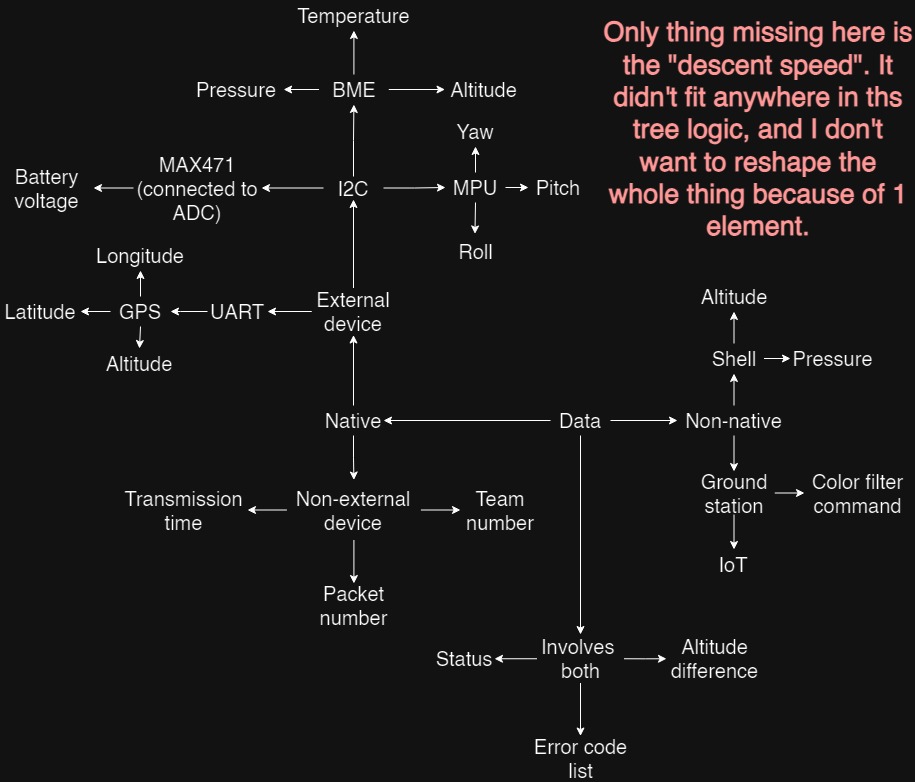 Temperature
Only thing missing here is
the "descent speed". It
didn't fit anywhere in ths
tree logic, and I don't
want to reshape the
whole thing because of 1
element.
Pressure
BME
Altitude
Yaw
Battery
voltage
MAX471
(connected to
ADC)
I2C
MPU
Pitch
Roll
Longitude
Latitude
GPS
UART
External
device
Altitude
Altitude
Shell
Pressure
Native
Data
Non-native
Transmission
time
Non-external
device
Team
number
Ground
station
Color filter
command
IoT
Packet
number
Status
Involves
both
Altitude
difference
Error code
list